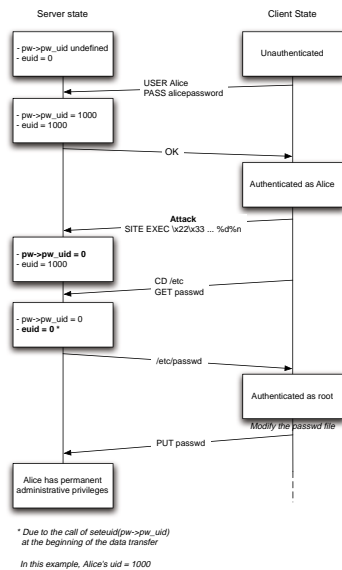 Server state
Client State
- pw->pw_uid undefined
- euid = 0
Unauthenticated
USER Alice
PASS alicepassword
- pw->pw_uid = 1000
- euid = 1000
OK
Authenticated as Alice
Attack
SITE EXEC \x22\x33 ... %d%n
- pw->pw_uid = 0
- euid = 1000
CD /etc
GET passwd
- pw->pw_uid = 0
- euid = 0 *
/etc/passwd
Authenticated as root
Modify the passwd file
PUT passwd
Alice has permanent
administrative privileges
* Due to the call of seteuid(pw->pw_uid)
at the beginning of the data transfer
In this example, Alice's uid = 1000